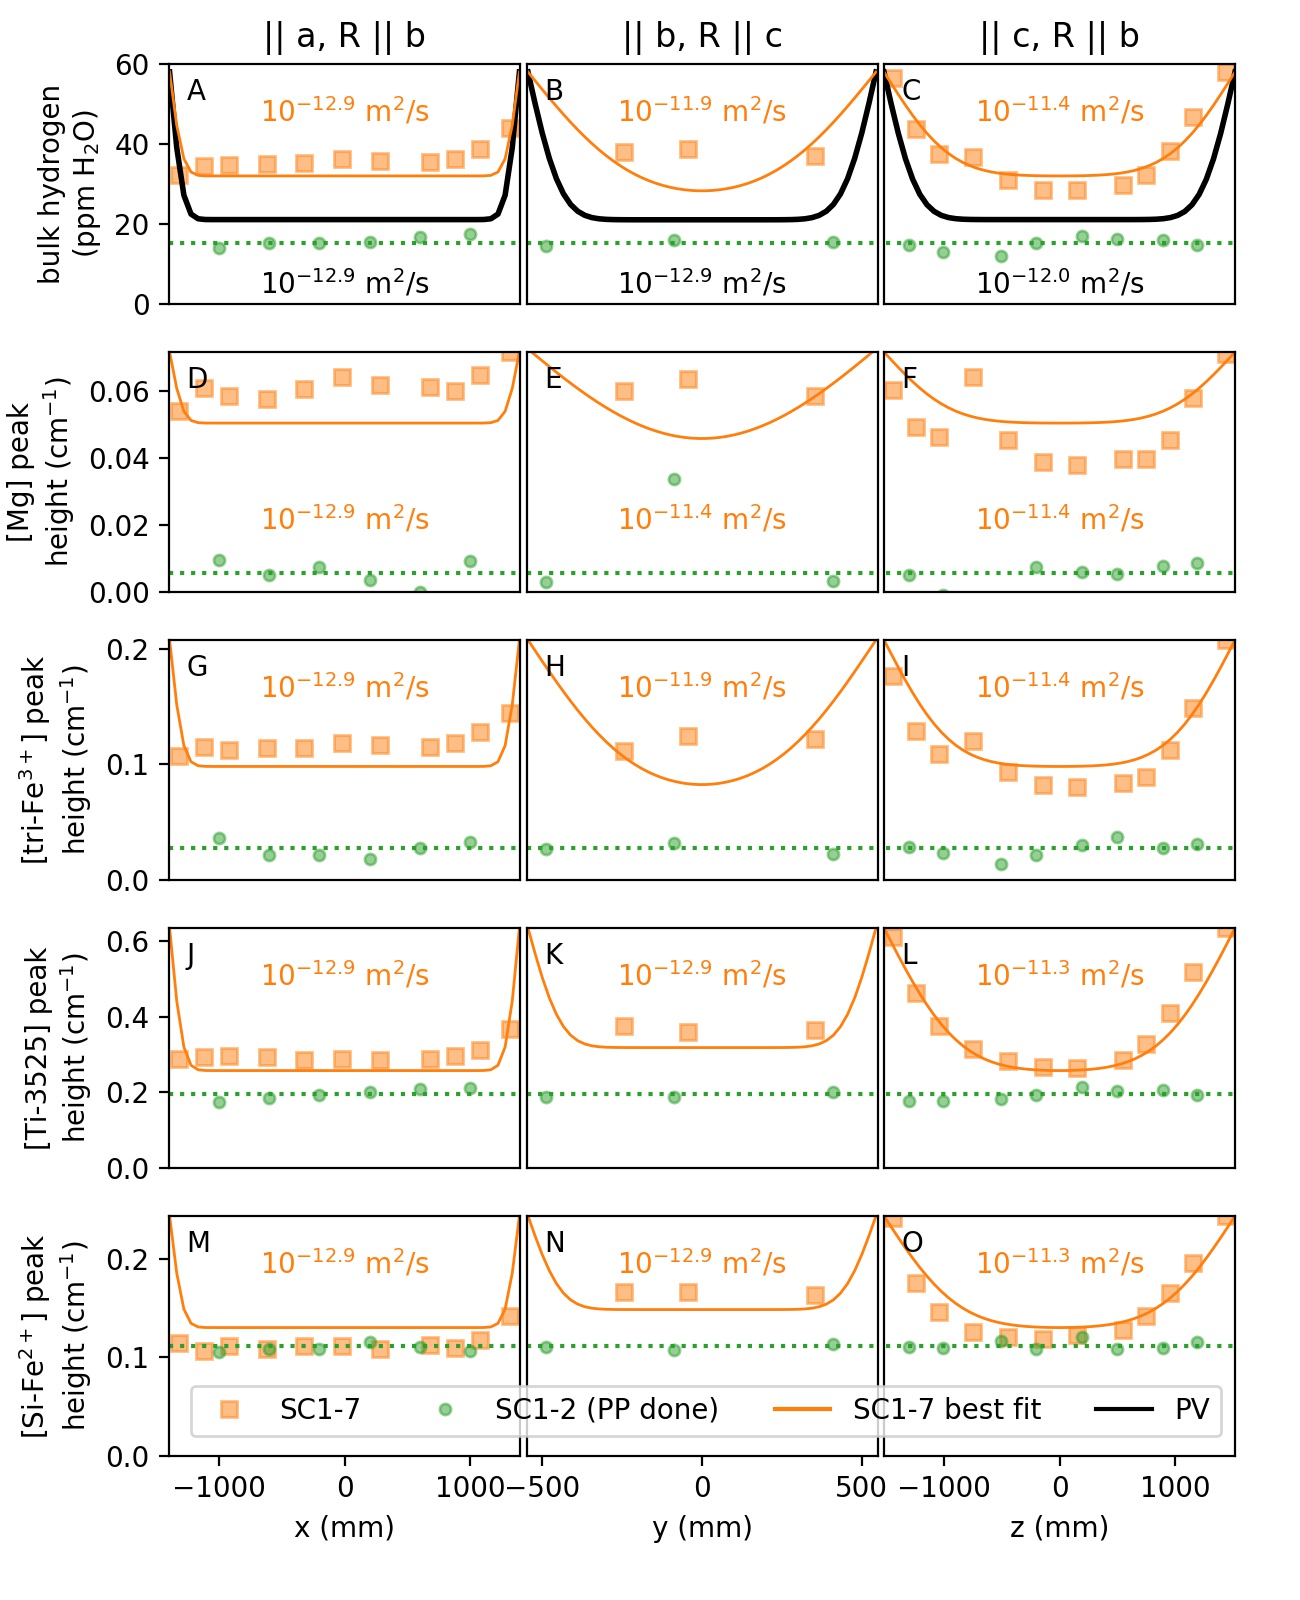 || a, R || b
|| b, R || c
|| c, R || b
bulk hydrogen
(ppm H₂O)
60
40
20
0
A
10⁻¹²·⁹ m²/s
10⁻¹²·⁹ m²/s
B
10⁻¹¹·⁹ m²/s
10⁻¹²·⁹ m²/s
C
10⁻¹¹·⁴ m²/s
10⁻¹²·⁰ m²/s
[Mg] peak
height (cm⁻¹)
0.06
0.04
0.02
0.00
D
10⁻¹²·⁹ m²/s
E
10⁻¹¹·⁴ m²/s
F
10⁻¹¹·⁴ m²/s
[tri-Fe³⁺] peak
height (cm⁻¹)
0.2
0.1
0.0
G
10⁻¹²·⁹ m²/s
H
10⁻¹¹·⁹ m²/s
I
10⁻¹¹·⁴ m²/s
[Ti-3525] peak
height (cm⁻¹)
0.6
0.4
0.2
0.0
J
10⁻¹²·⁹ m²/s
K
10⁻¹²·⁹ m²/s
L
10⁻¹¹·³ m²/s
[Si-Fe²⁺] peak
height (cm⁻¹)
0.2
0.1
0.0
M
10⁻¹²·⁹ m²/s
N
10⁻¹²·⁹ m²/s
O
10⁻¹¹·³ m²/s
SC1-7 SC1-2 (PP done) SC1-7 best fit PV
−1000 0 1000 −500 0 500 −1000 0 1000
x (mm)
y (mm)
z (mm)